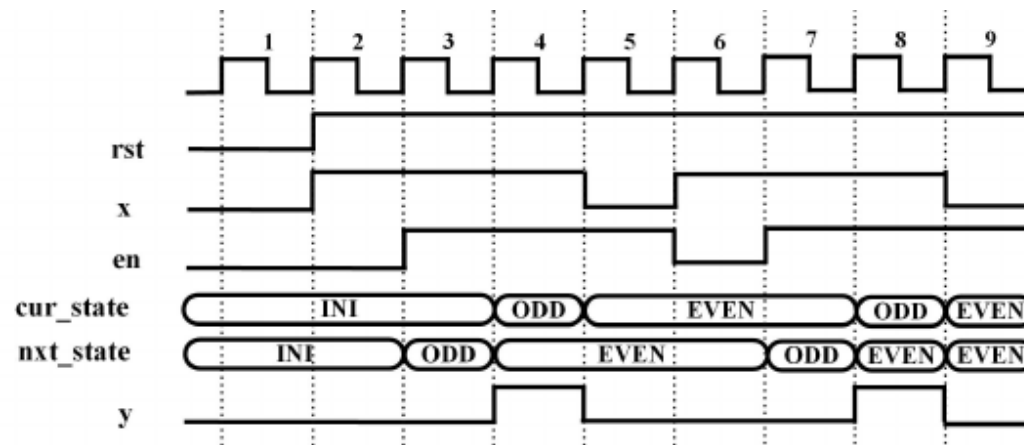 1 2 3 4 5 6 7 8 9
rst
x
en
cur_state INI ODD EVEN ODD EVEN
nxt_state INI ODD EVEN ODD EVEN EVEN
y